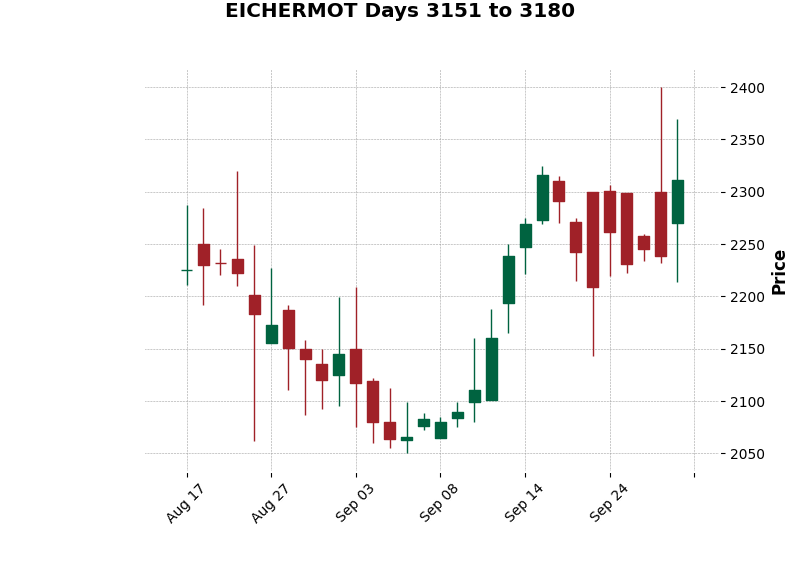 EICHERMOT Days 3151 to 3180
2400
2350
2300
2250
2200
2150
2100
2050
Price
Aug 17
Aug 27
Sep 03
Sep 08
Sep 14
Sep 24